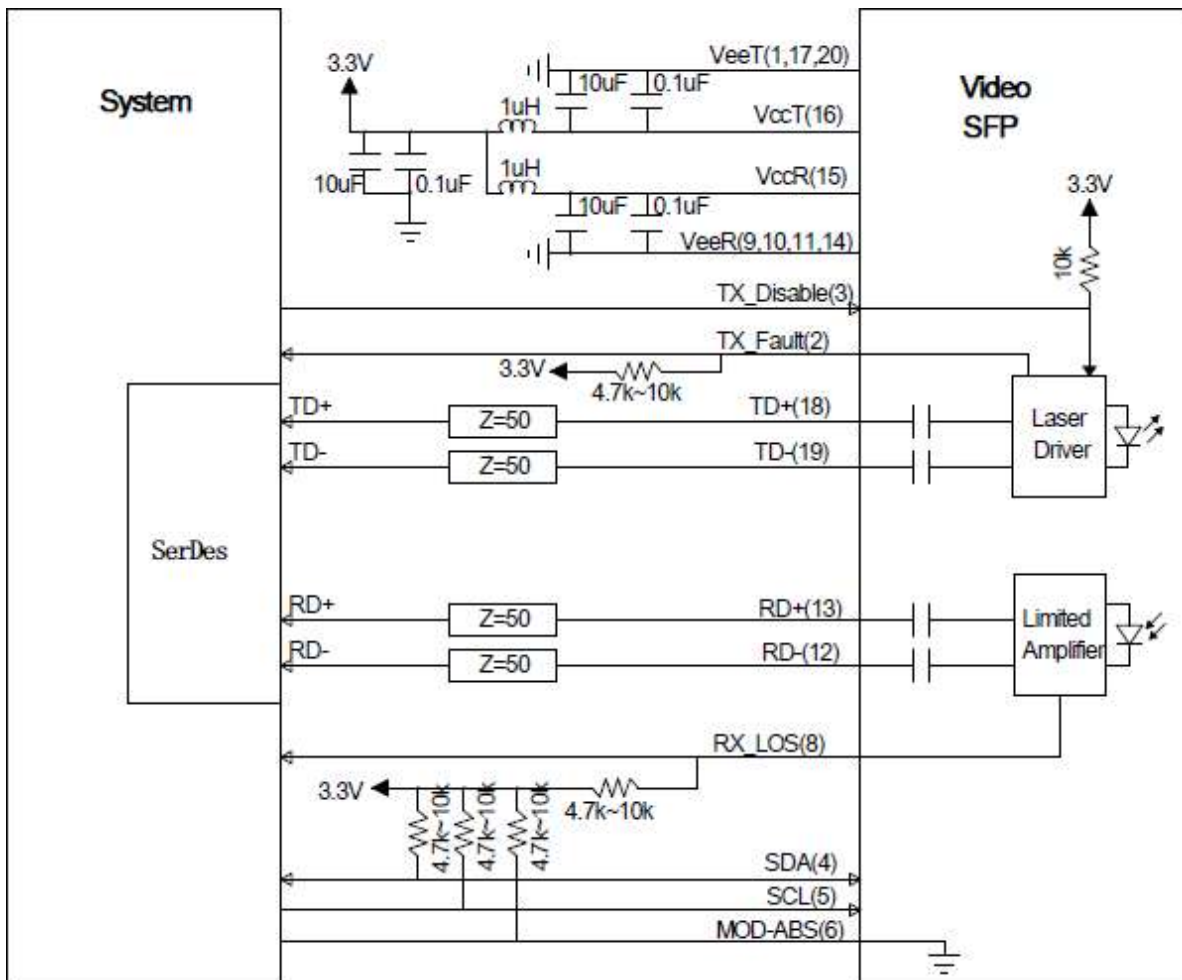 System
Video
SFP
3.3V
VeeT(1,17,20)
10uF
0.1uF
1uH
VccT(16)
10uF
0.1uF
1uH
VccR(15)
10uF
0.1uF
VeeR(9,10,11,14)
3.3V
10k
TX_Disable(3)
TX_Fault(2)
3.3V
4.7k~10k
TD+
Z=50
TD+(18)
TD-
Z=50
TD-(19)
Laser
Driver
SerDes
RD+
Z=50
RD+(13)
RD-
Z=50
RD-(12)
Limited
Amplifier
RX_LOS(8)
3.3V
4.7k~10k
4.7k~10k
4.7k~10k
4.7k~10k
SDA(4)
SCL(5)
MOD-ABS(6)